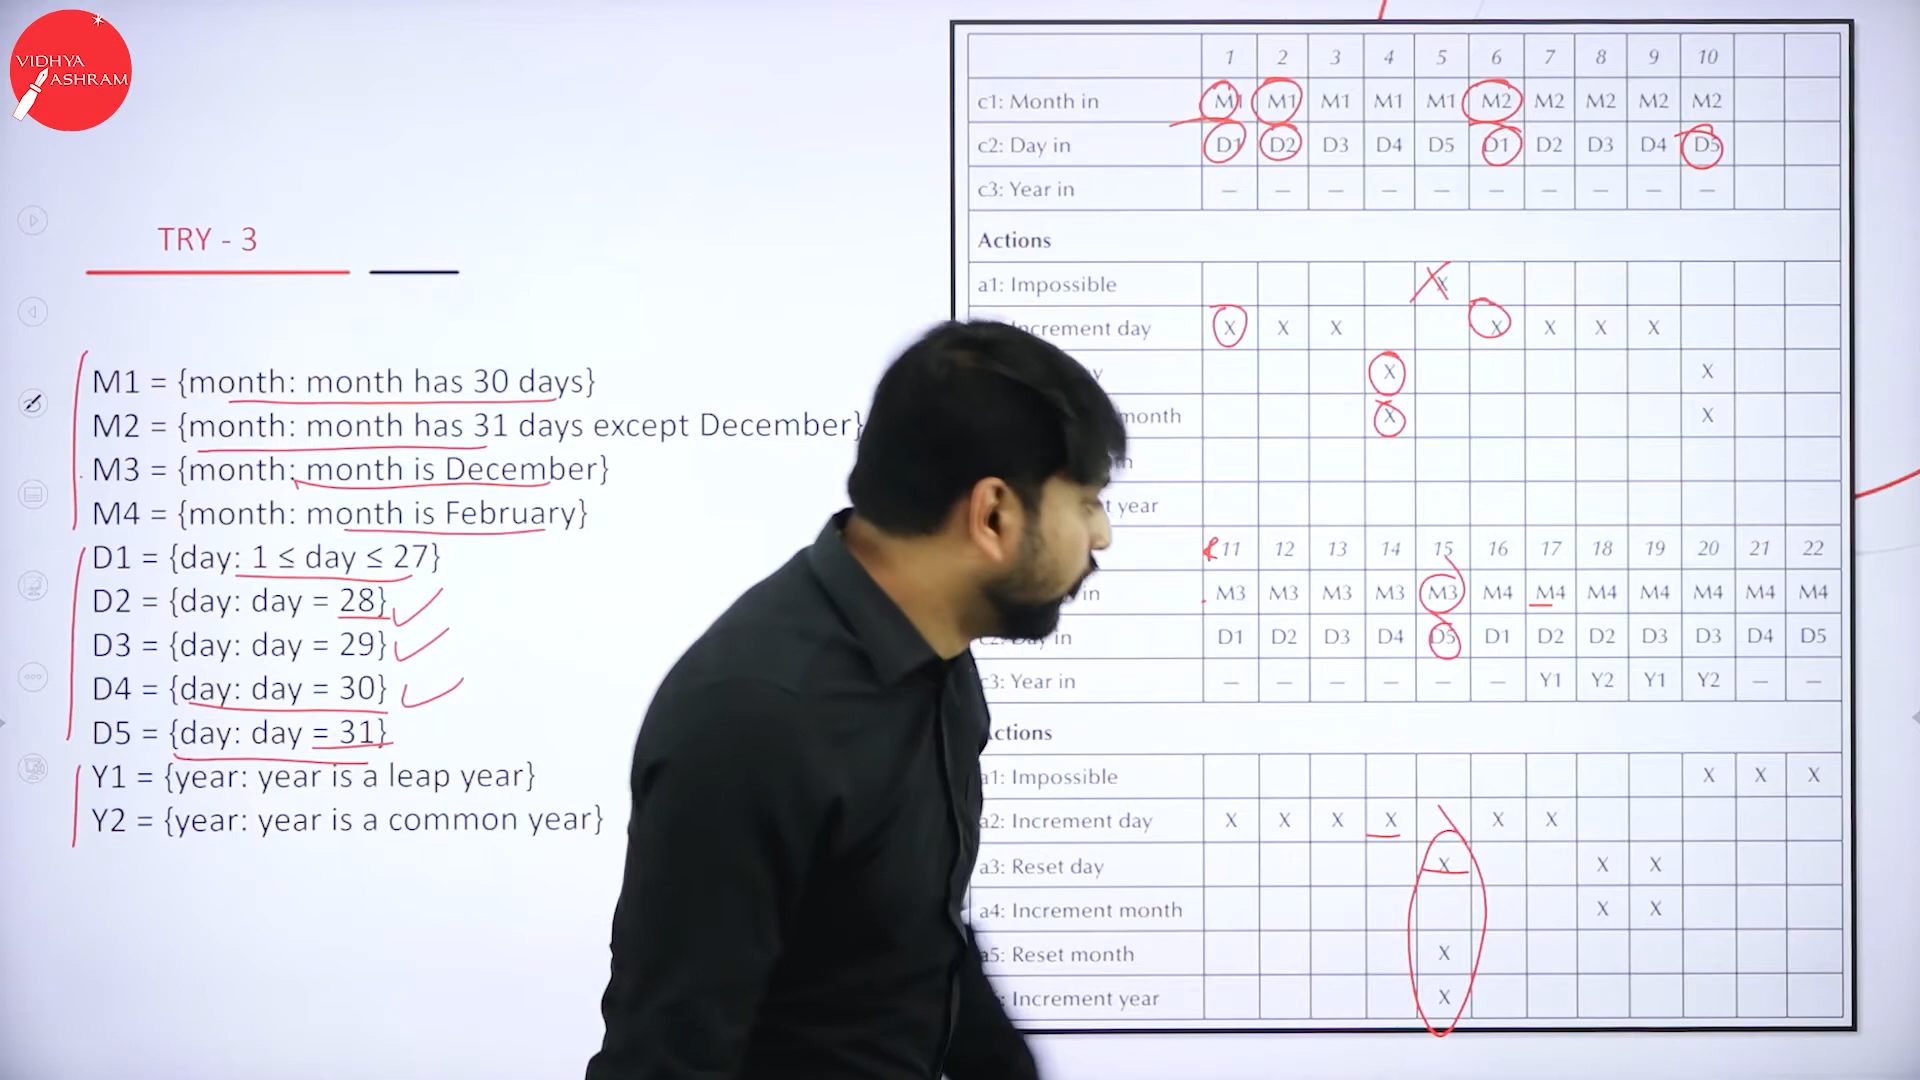 VIDHYA
ASHRAM
TRY - 3
M1 = {month: month has 30 days}
M2 = {month: month has 31 days except December}
M3 = {month: month is December}
M4 = {month: month is February}
D1 = {day: 1 ≤ day ≤ 27}
D2 = {day: day = 28}
D3 = {day: day = 29}
D4 = {day: day = 30}
D5 = {day: day = 31}
Y1 = {year: year is a leap year}
Y2 = {year: year is a common year}
1 2 3 4 5 6 7 8 9 10
c1: Month in M1 M1 M1 M1 M1 M2 M2 M2 M2 M2
c2: Day in D1 D2 D3 D4 D5 D1 D2 D3 D4 D5
c3: Year in — — — — — — — — — —
Actions
a1: Impossible X
day X X X X X X X
X X
month X X
year
11 12 13 14 15 16 17 18 19 20 21 22
in M3 M3 M3 M3 M3 M4 M4 M4 M4 M4 M4 M4
c2: Day in D1 D2 D3 D4 D5 D1 D2 D2 D3 D3 D4 D5
c3: Year in — — — — — — Y1 Y2 Y1 Y2 — —
Actions
a1: Impossible X X X
a2: Increment day X X X X X X
a3: Reset day X X X
a4: Increment month X X
a5: Reset month X
Increment year X